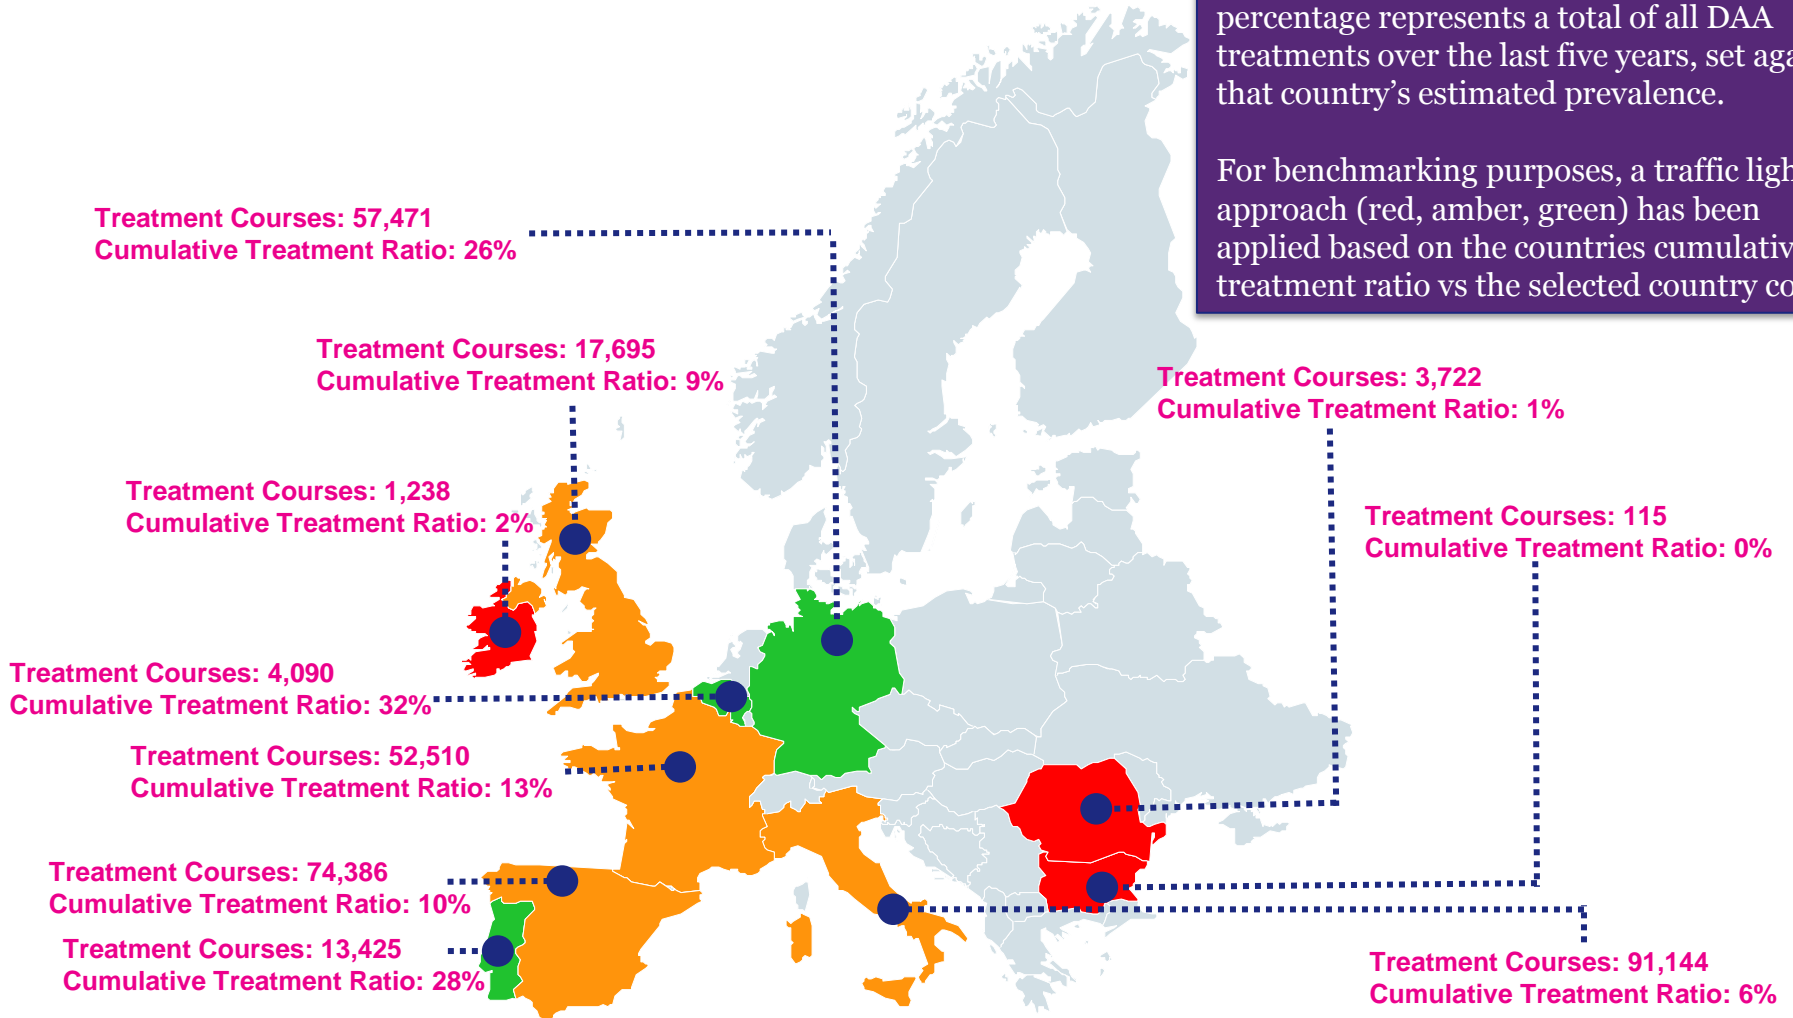 percentage represents a total of all DAA
treatments over the last five years, set
that country's estimated prevalence.
For benchmarking purposes, a traffic
approach (red, amber, green) has been
applied based on the countries
treatment ratio vs the selected country
Treatment Courses: 57,471
Cumulative Treatment Ratio: 26%
Treatment Courses: 17,695
Cumulative Treatment Ratio: 9%
Treatment Courses: 3,722
Cumulative Treatment Ratio: 1%
Treatment Courses: 1,238
Cumulative Treatment Ratio: 2%
Treatment Courses: 115
Cumulative Treatment Ratio: 0%
Treatment Courses: 4,090
Cumulative Treatment Ratio: 32%
Treatment Courses: 52,510
Cumulative Treatment Ratio: 13%
Treatment Courses: 74,386
Cumulative Treatment Ratio: 10%
Treatment Courses: 13,425
Cumulative Treatment Ratio: 28%
Treatment Courses: 91,144
Cumulative Treatment Ratio: 6%